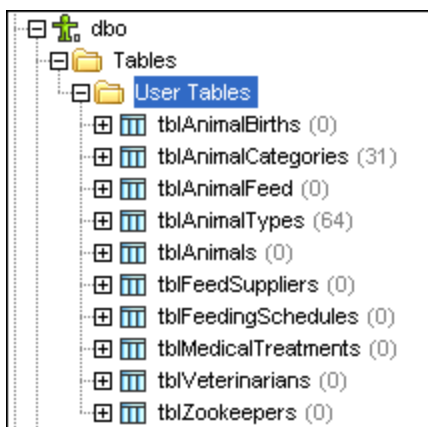 dbo
Tables
User Tables
tblAnimalBirths (0)
tblAnimalCategories (31)
tblAnimalFeed (0)
tblAnimalTypes (64)
tblAnimals (0)
tblFeedSuppliers (0)
tblFeedingSchedules (0)
tblMedicalTreatments (0)
tblVeterinarians (0)
tblZookeepers (0)